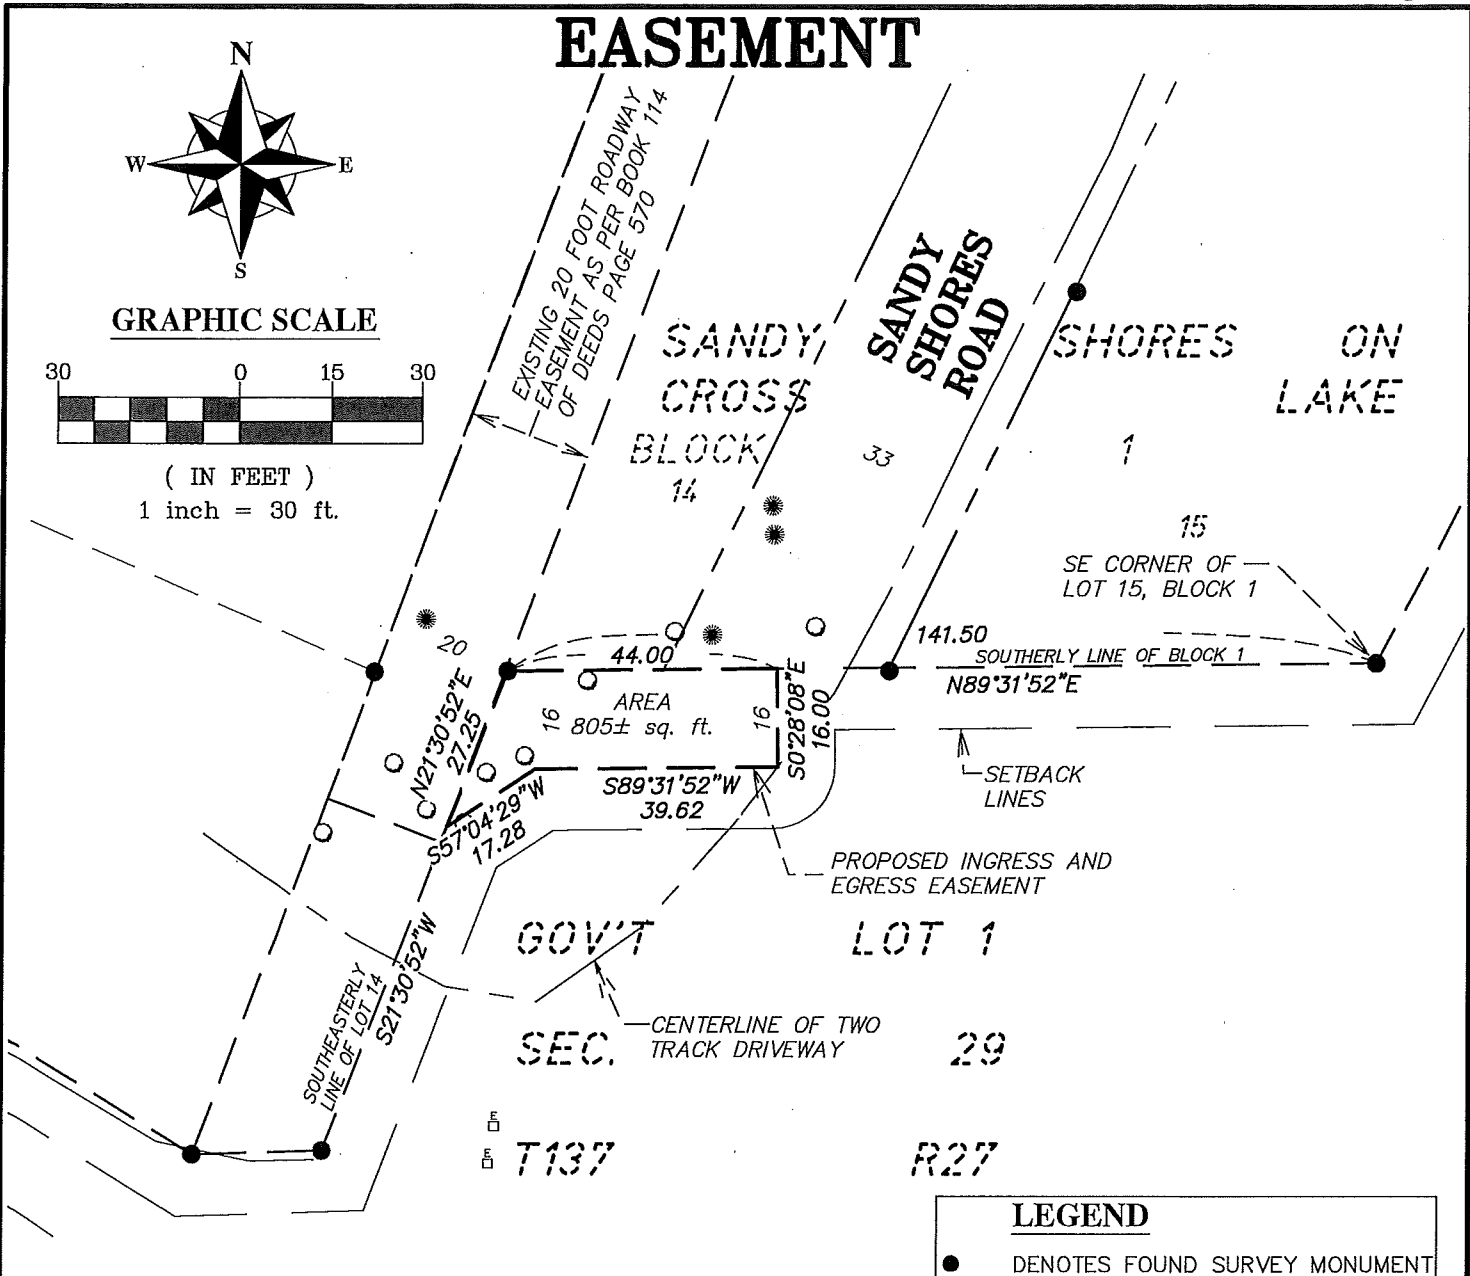 EASEMENT
N
W
E
S
GRAPHIC SCALE
30 0 15 30
( IN FEET )
1 inch = 30 ft.
EXISTING 20 FOOT ROADWAY
EASEMENT AS PER BOOK 114
OF DEEDS PAGE 570
SANDY
SHORES
ROAD
SANDY SHORES ON
CROSS LAKE
BLOCK 1
14
33
15
SE CORNER OF
LOT 15, BLOCK 1
20
44.00
141.50
SOUTHERLY LINE OF BLOCK 1
N89°31'52"E
N21°30'52"E
27.25
16
AREA
805± sq. ft.
16
S0°28'08"E
16.00
S89°31'52"W
39.62
S57°04'29"W
17.28
SETBACK
LINES
PROPOSED INGRESS AND
EGRESS EASEMENT
GOV'T LOT 1
SOUTHEASTERLY
LINE OF LOT 14
S21°30'52"W
CENTERLINE OF TWO
TRACK DRIVEWAY
SEC. 29
E
E
T137 R27
LEGEND
DENOTES FOUND SURVEY MONUMENT